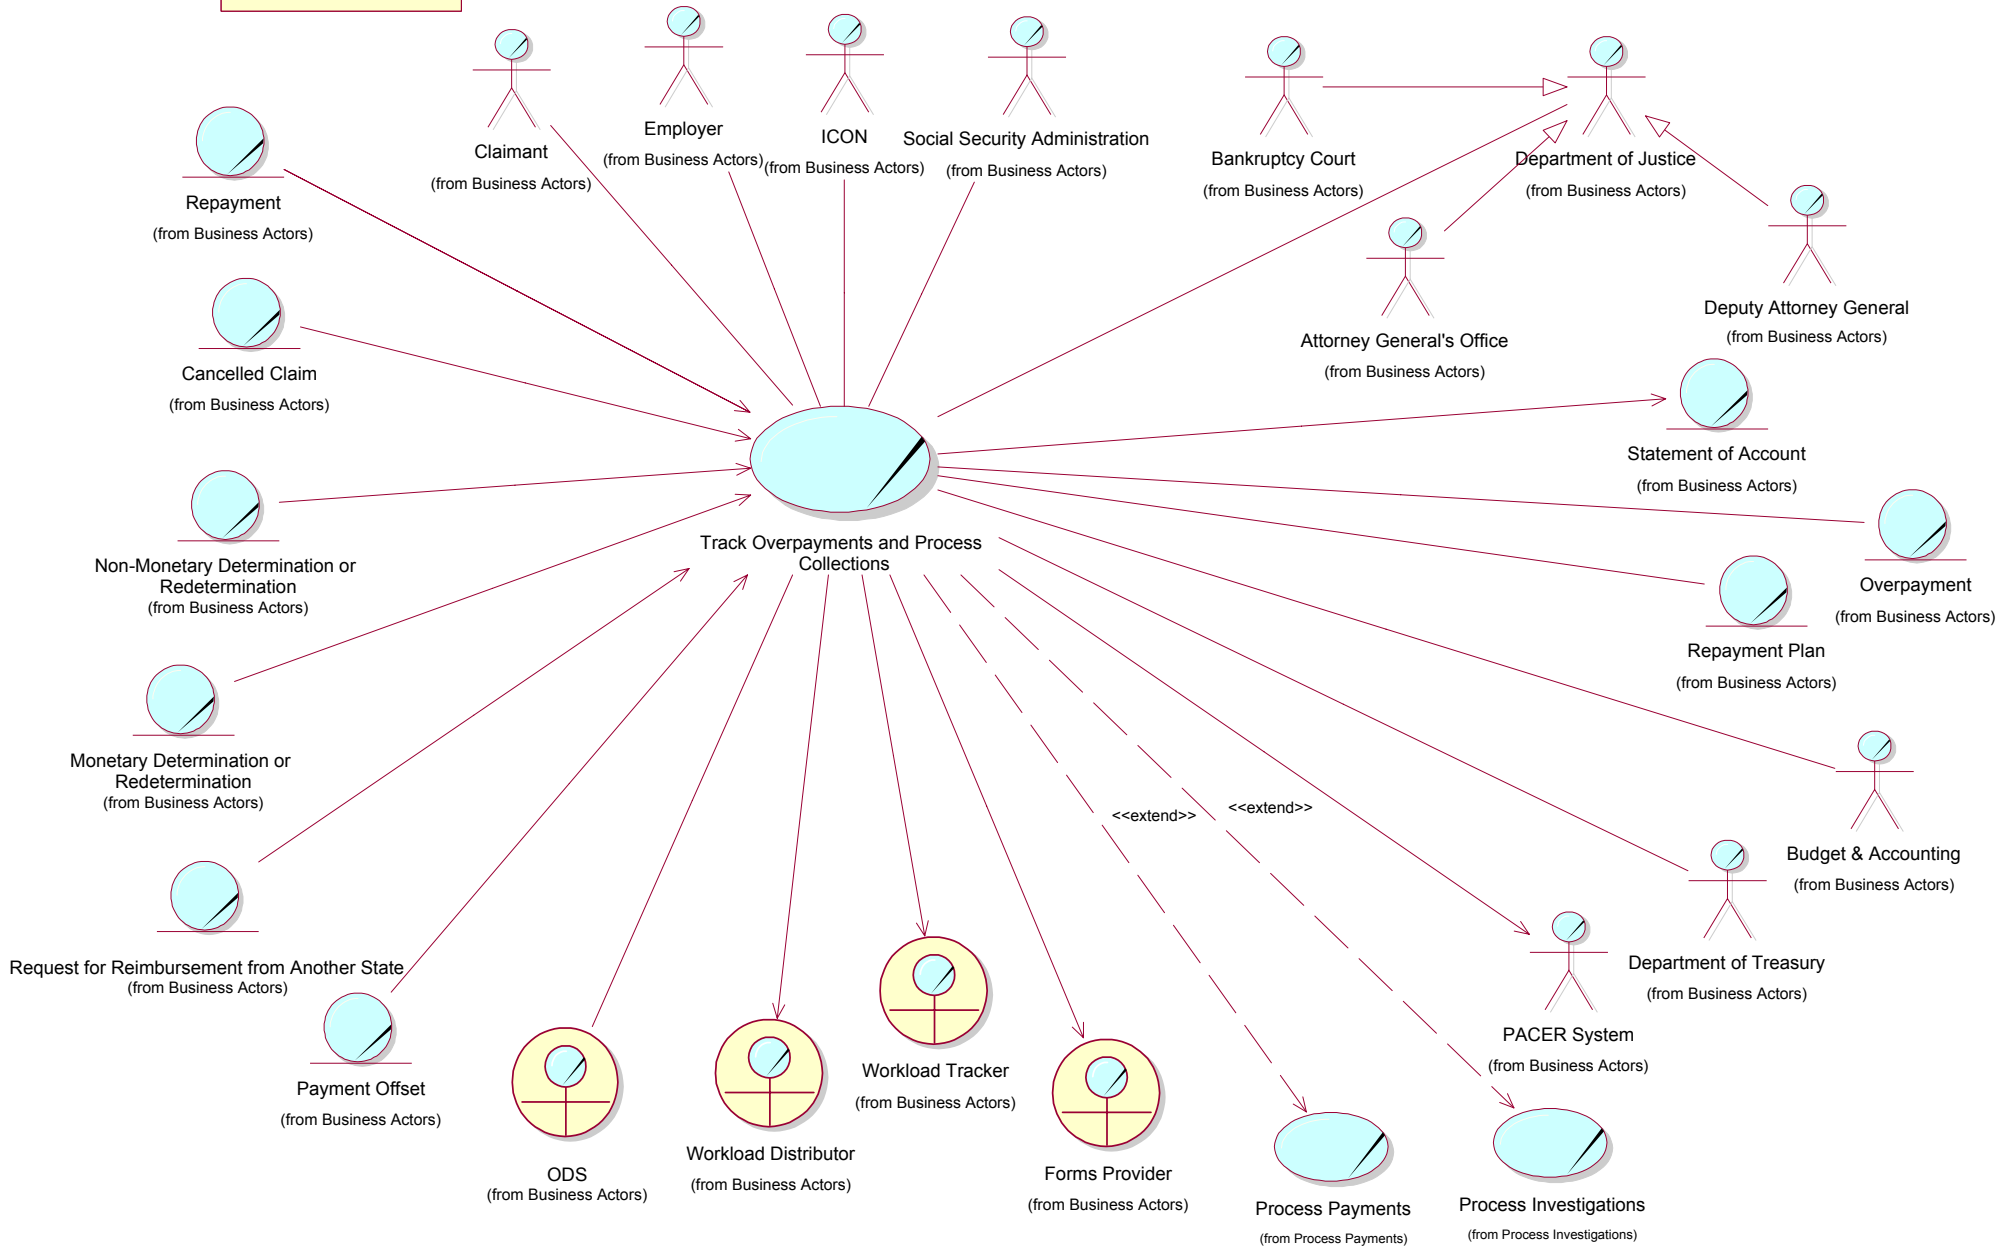 Claimant
(from Business Actors)
Employer
(from Business Actors)
ICON
(from Business Actors)
Social Security Administration
(from Business Actors)
Bankruptcy Court
(from Business Actors)
Department of Justice
(from Business Actors)
Repayment
(from Business Actors)
Attorney General's Office
(from Business Actors)
Deputy Attorney General
(from Business Actors)
Cancelled Claim
(from Business Actors)
Statement of Account
(from Business Actors)
Non-Monetary Determination or
Redetermination
(from Business Actors)
Track Overpayments and Process
Collections
Overpayment
(from Business Actors)
Repayment Plan
(from Business Actors)
Monetary Determination or
Redetermination
(from Business Actors)
<<extend>>
<<extend>>
Budget & Accounting
(from Business Actors)
Request for Reimbursement from Another State
(from Business Actors)
Department of Treasury
(from Business Actors)
PACER System
(from Business Actors)
Payment Offset
(from Business Actors)
Workload Tracker
(from Business Actors)
ODS
(from Business Actors)
Workload Distributor
(from Business Actors)
Forms Provider
(from Business Actors)
Process Payments
(from Process Payments)
Process Investigations
(from Process Investigations)